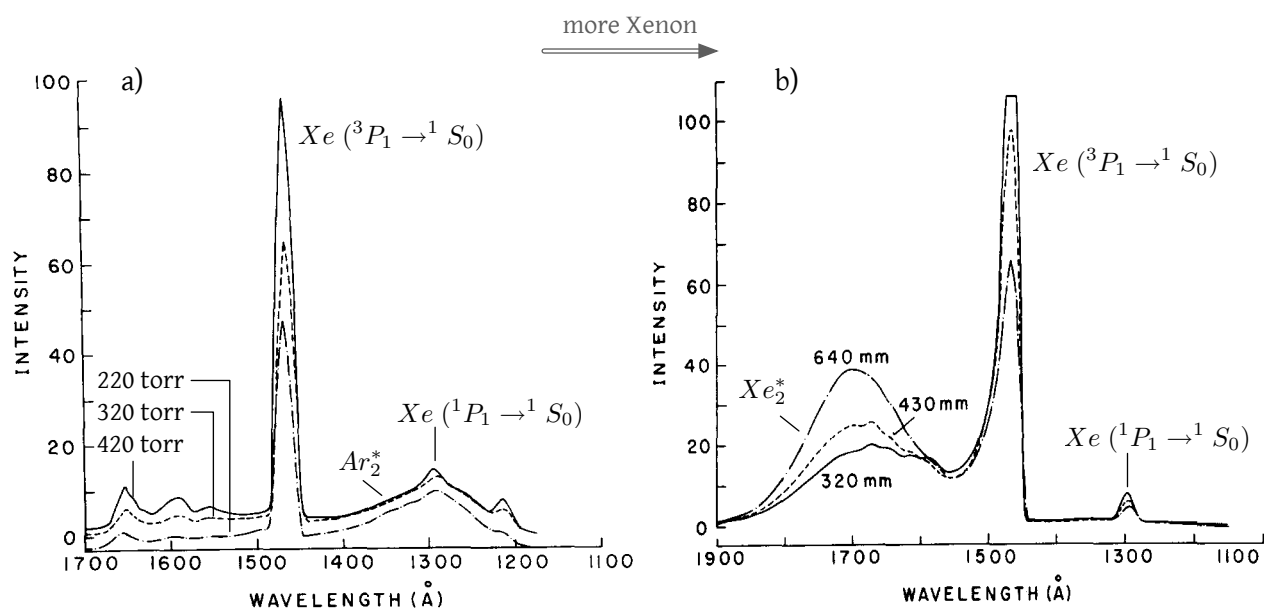 more Xenon
a)
100
80
60
40
20
0
INTENSITY
Xe (³P₁ →¹ S₀)
220 torr
320 torr
420 torr
Ar₂*
Xe (¹P₁ →¹ S₀)
1700
1600
1500
1400
1300
1200
1100
WAVELENGTH (Å)
b)
100
80
60
40
20
0
INTENSITY
Xe (³P₁ →¹ S₀)
640 mm
Xe₂*
430 mm
320 mm
Xe (¹P₁ →¹ S₀)
1900
1700
1500
1300
1100
WAVELENGTH (Å)